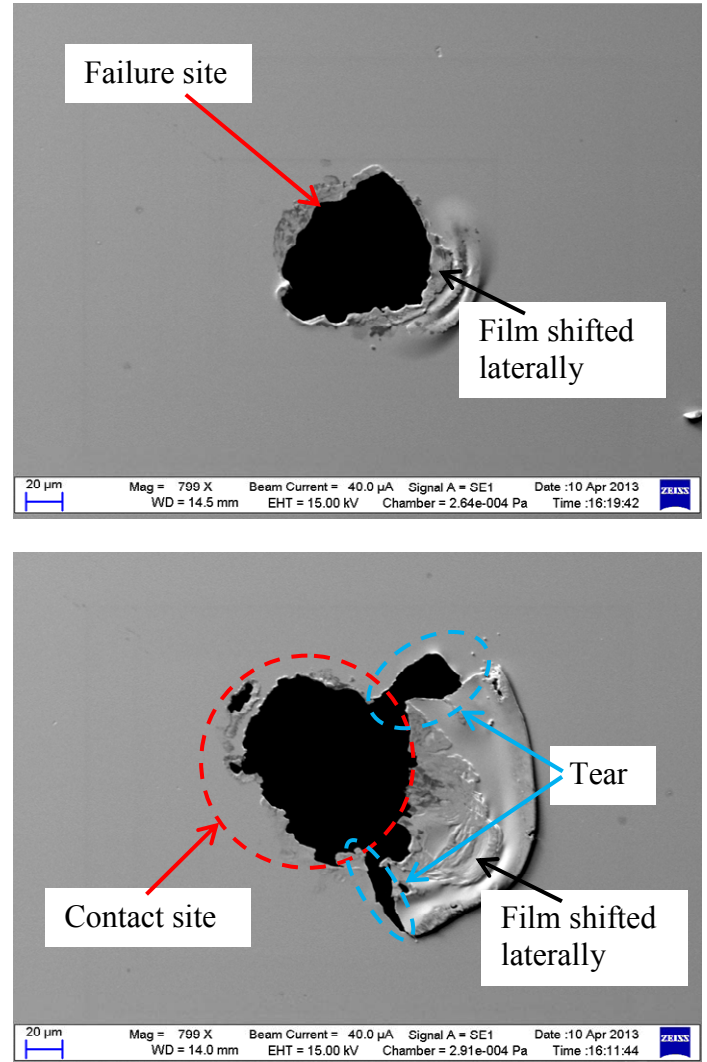 Failure site
Film shifted
laterally
20 µm
Mag = 799 X Beam Current = 40.0 µA Signal A = SE1 Date :10 Apr 2013
WD = 14.5 mm EHT = 15.00 kV Chamber = 2.64e-004 Pa Time :16:19:42
ZEISS
Tear
Contact site
Film shifted
laterally
20 µm
Mag = 799 X Beam Current = 40.0 µA Signal A = SE1 Date :10 Apr 2013
WD = 14.0 mm EHT = 15.00 kV Chamber = 2.91e-004 Pa Time :16:11:44
ZEISS